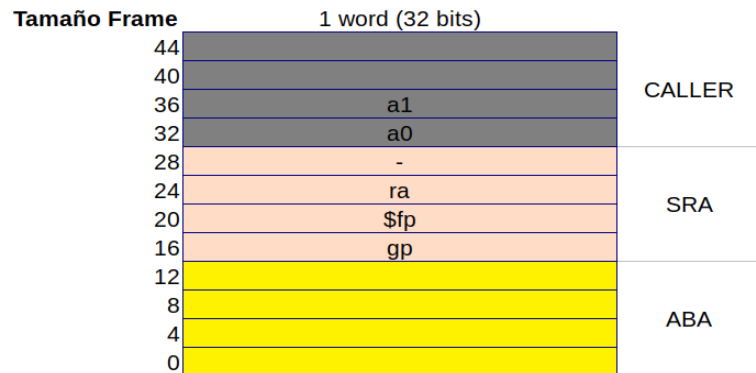 Tamaño Frame 1 word (32 bits)
44
40
36 a1
32 a0
CALLER
28 -
24 ra
20 $fp
16 gp
SRA
12
8
4
0
ABA